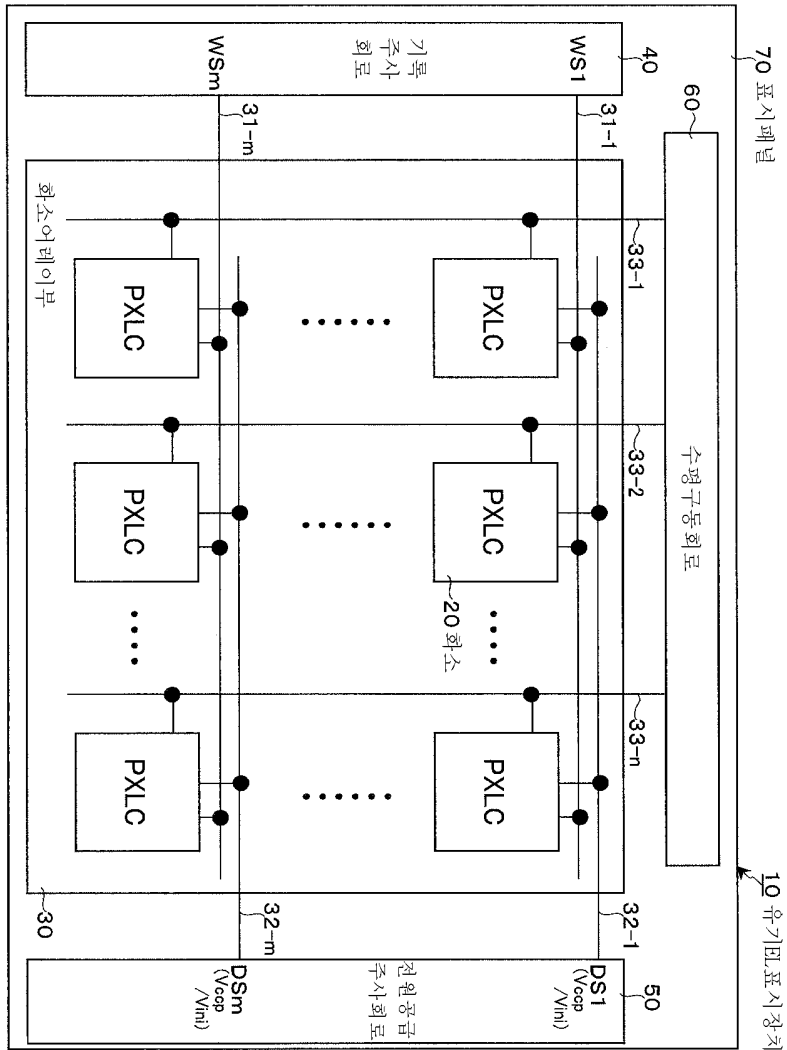 70 표시패널
10 유기EL표시장치
60
수평구동회로
40
33-1
33-2
33-n
50
WS1
31-1
32-1
DS1
(Vccp
/Vini)
PXLC
PXLC
PXLC
20 화소
기록
주사
회로
전원공급
주사회로
WSm
31-m
32-m
DSm
(Vccp
/Vini)
PXLC
PXLC
PXLC
화소어레이부
30